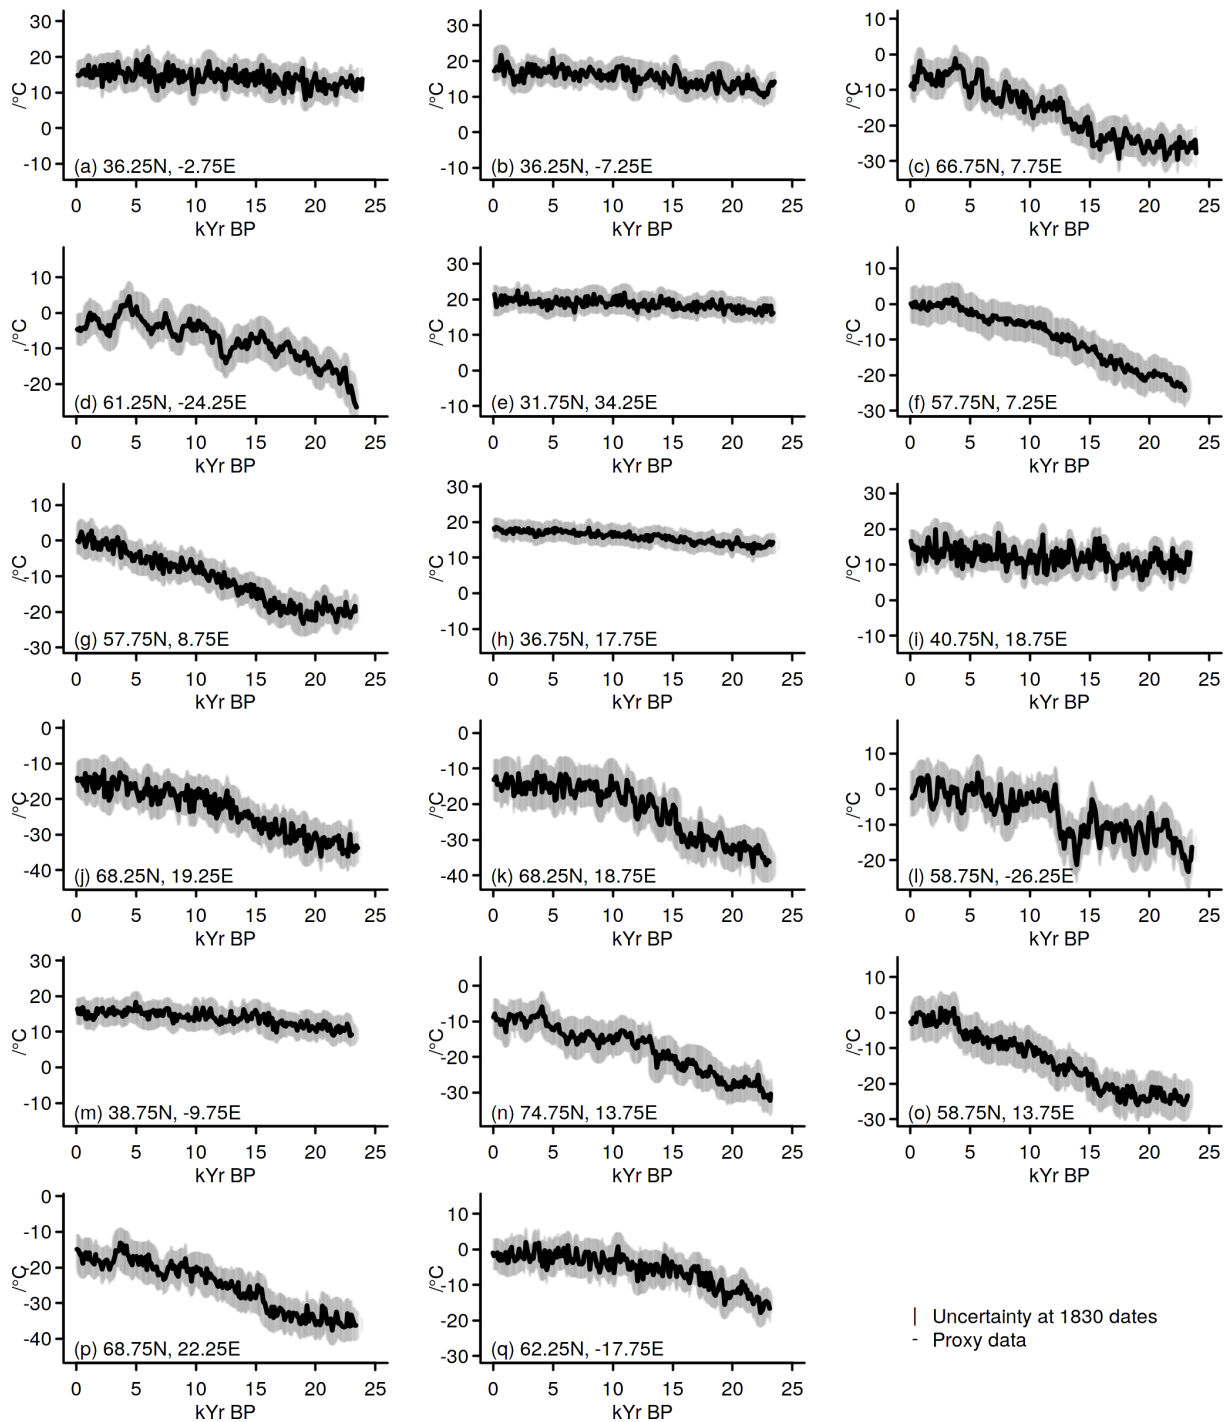 30
20
10
0
-10
/°C
(a) 36.25N, -2.75E
0 5 10 15 20 25
kYr BP
30
20
10
0
-10
/°C
(b) 36.25N, -7.25E
0 5 10 15 20 25
kYr BP
10
0
-10
-20
-30
/°C
(c) 66.75N, 7.75E
0 5 10 15 20 25
kYr BP
10
0
-10
-20
/°C
(d) 61.25N, -24.25E
0 5 10 15 20 25
kYr BP
30
20
10
0
-10
/°C
(e) 31.75N, 34.25E
0 5 10 15 20 25
kYr BP
10
0
-10
-20
-30
/°C
(f) 57.75N, 7.25E
0 5 10 15 20 25
kYr BP
10
0
-10
-20
-30
/°C
(g) 57.75N, 8.75E
0 5 10 15 20 25
kYr BP
30
20
10
0
-10
/°C
(h) 36.75N, 17.75E
0 5 10 15 20 25
kYr BP
30
20
10
0
-10
/°C
(i) 40.75N, 18.75E
0 5 10 15 20 25
kYr BP
0
-10
-20
-30
-40
/°C
(j) 68.25N, 19.25E
0 5 10 15 20 25
kYr BP
0
-10
-20
-30
-40
/°C
(k) 68.25N, 18.75E
0 5 10 15 20 25
kYr BP
10
0
-10
-20
/°C
(l) 58.75N, -26.25E
0 5 10 15 20 25
kYr BP
30
20
10
0
-10
/°C
(m) 38.75N, -9.75E
0 5 10 15 20 25
kYr BP
0
-10
-20
-30
/°C
(n) 74.75N, 13.75E
0 5 10 15 20 25
kYr BP
10
0
-10
-20
-30
/°C
(o) 58.75N, 13.75E
0 5 10 15 20 25
kYr BP
0
-10
-20
-30
-40
/°C
(p) 68.75N, 22.25E
0 5 10 15 20 25
kYr BP
10
0
-10
-20
-30
/°C
(q) 62.25N, -17.75E
0 5 10 15 20 25
kYr BP
Uncertainty at 1830 dates
Proxy data